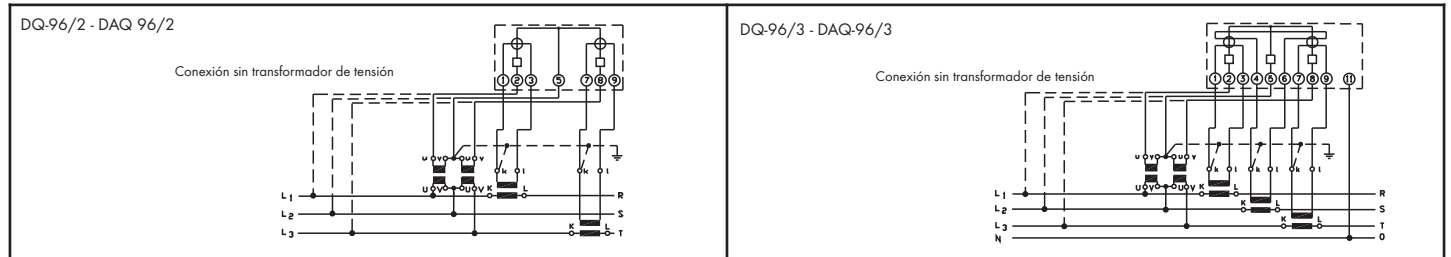 DQ-96/2 - DAQ 96/2
Conexión sin transformador de tensión
1 2 3 5 7 8 9
u v u v k l k l
U V U V K L
L1 R
L2 S
K L
L3 T
DQ-96/3 - DAQ-96/3
Conexión sin transformador de tensión
1 2 3 4 5 6 7 8 9 11
u v u v k l k l k l
U V U V K L
L1 R
K L
L2 S
K L
L3 T
N 0